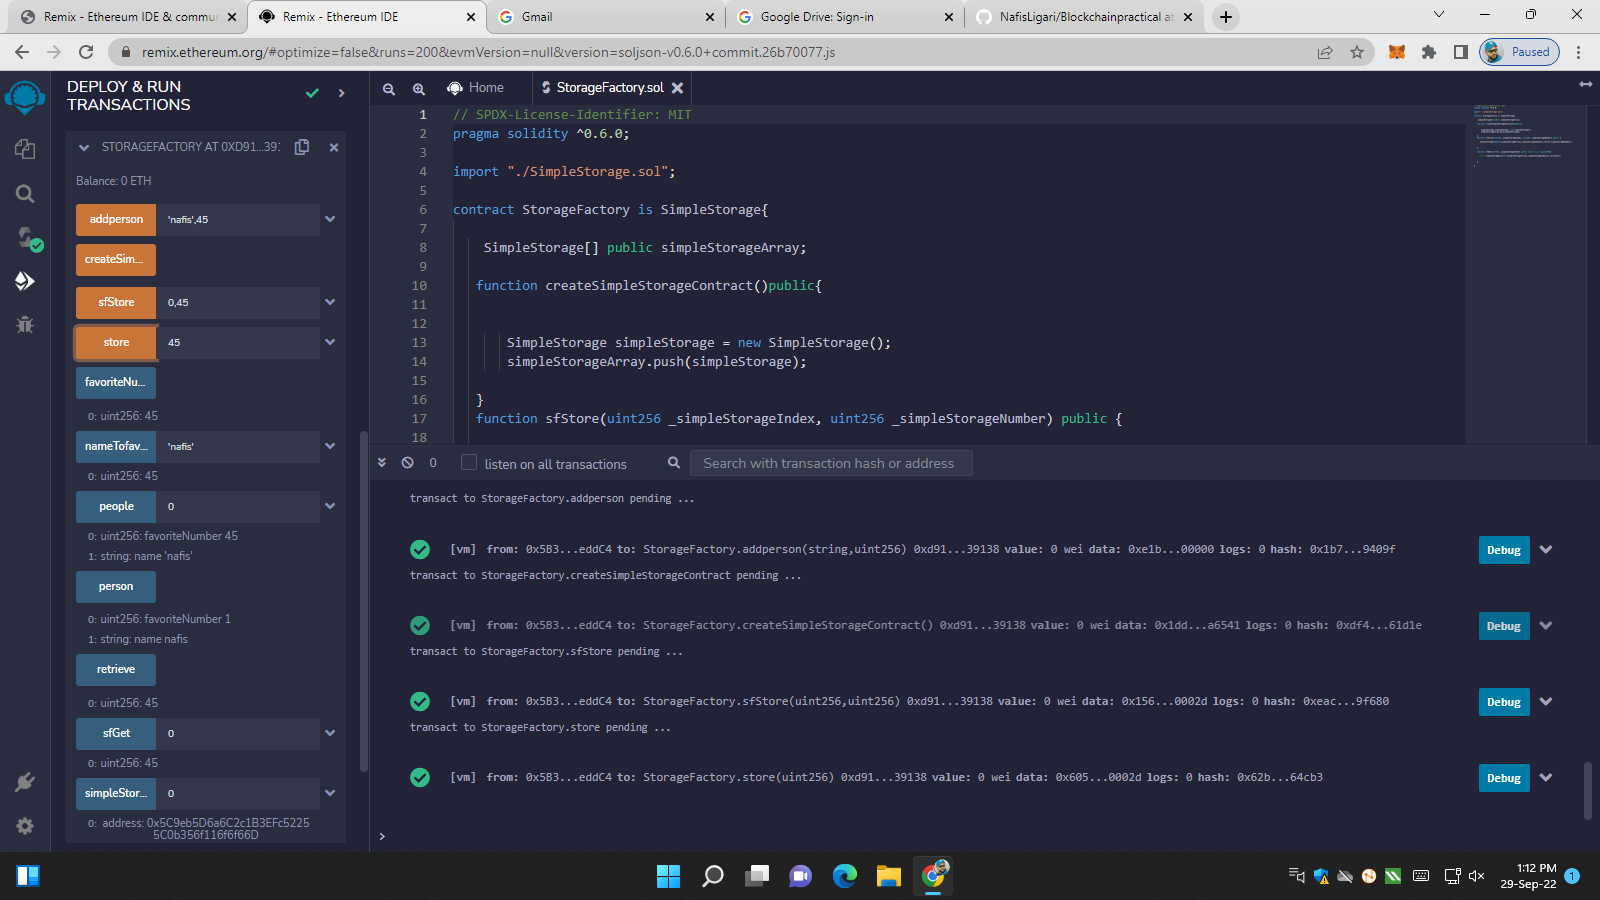 Remix - Ethereum IDE & commu
Remix - Ethereum IDE
Gmail
Google Drive: Sign-in
NafisLigari/Blockchainpractical at
remix.ethereum.org/#optimize=false&runs=200&evmVersion=null&version=soljson-v0.6.0+commit.26b70077.js
Paused
DEPLOY & RUN
TRANSACTIONS
STORAGEFACTORY AT 0XD91...391
Balance: 0 ETH
addperson 'nafis',45
createSim...
sfStore 0,45
store 45
favoriteNu...
0: uint256: 45
nameTofav... 'nafis'
0: uint256: 45
people 0
0: uint256: favoriteNumber 45
1: string: name 'nafis'
person
0: uint256: favoriteNumber 1
1: string: name nafis
retrieve
0: uint256: 45
sfGet 0
0: uint256: 45
simpleStor... 0
0: address: 0x5C9eb5D6a6C2c1B3EFc5225
5C0b356f116f6f66D
Home
StorageFactory.sol
1 // SPDX-License-Identifier: MIT
2 pragma solidity ^0.6.0;
3
4 import "./SimpleStorage.sol";
5
6 contract StorageFactory is SimpleStorage{
7
8 SimpleStorage[] public simpleStorageArray;
9
10 function createSimpleStorageContract()public{
11
12
13 SimpleStorage simpleStorage = new SimpleStorage();
14 simpleStorageArray.push(simpleStorage);
15
16 }
17 function sfStore(uint256 _simpleStorageIndex, uint256 _simpleStorageNumber) public {
18
0 listen on all transactions Search with transaction hash or address
transact to StorageFactory.addperson pending ...
[vm] from: 0x5B3...eddC4 to: StorageFactory.addperson(string,uint256) 0xd91...39138 value: 0 wei data: 0xe1b...00000 logs: 0 hash: 0x1b7...9409f Debug
transact to StorageFactory.createSimpleStorageContract pending ...
[vm] from: 0x5B3...eddC4 to: StorageFactory.createSimpleStorageContract() 0xd91...39138 value: 0 wei data: 0x1dd...a6541 logs: 0 hash: 0xdf4...61d1e Debug
transact to StorageFactory.sfStore pending ...
[vm] from: 0x5B3...eddC4 to: StorageFactory.sfStore(uint256,uint256) 0xd91...39138 value: 0 wei data: 0x156...0002d logs: 0 hash: 0xeac...9f680 Debug
transact to StorageFactory.store pending ...
[vm] from: 0x5B3...eddC4 to: StorageFactory.store(uint256) 0xd91...39138 value: 0 wei data: 0x605...0002d logs: 0 hash: 0x62b...64cb3 Debug
>
1:12 PM
29-Sep-22
1